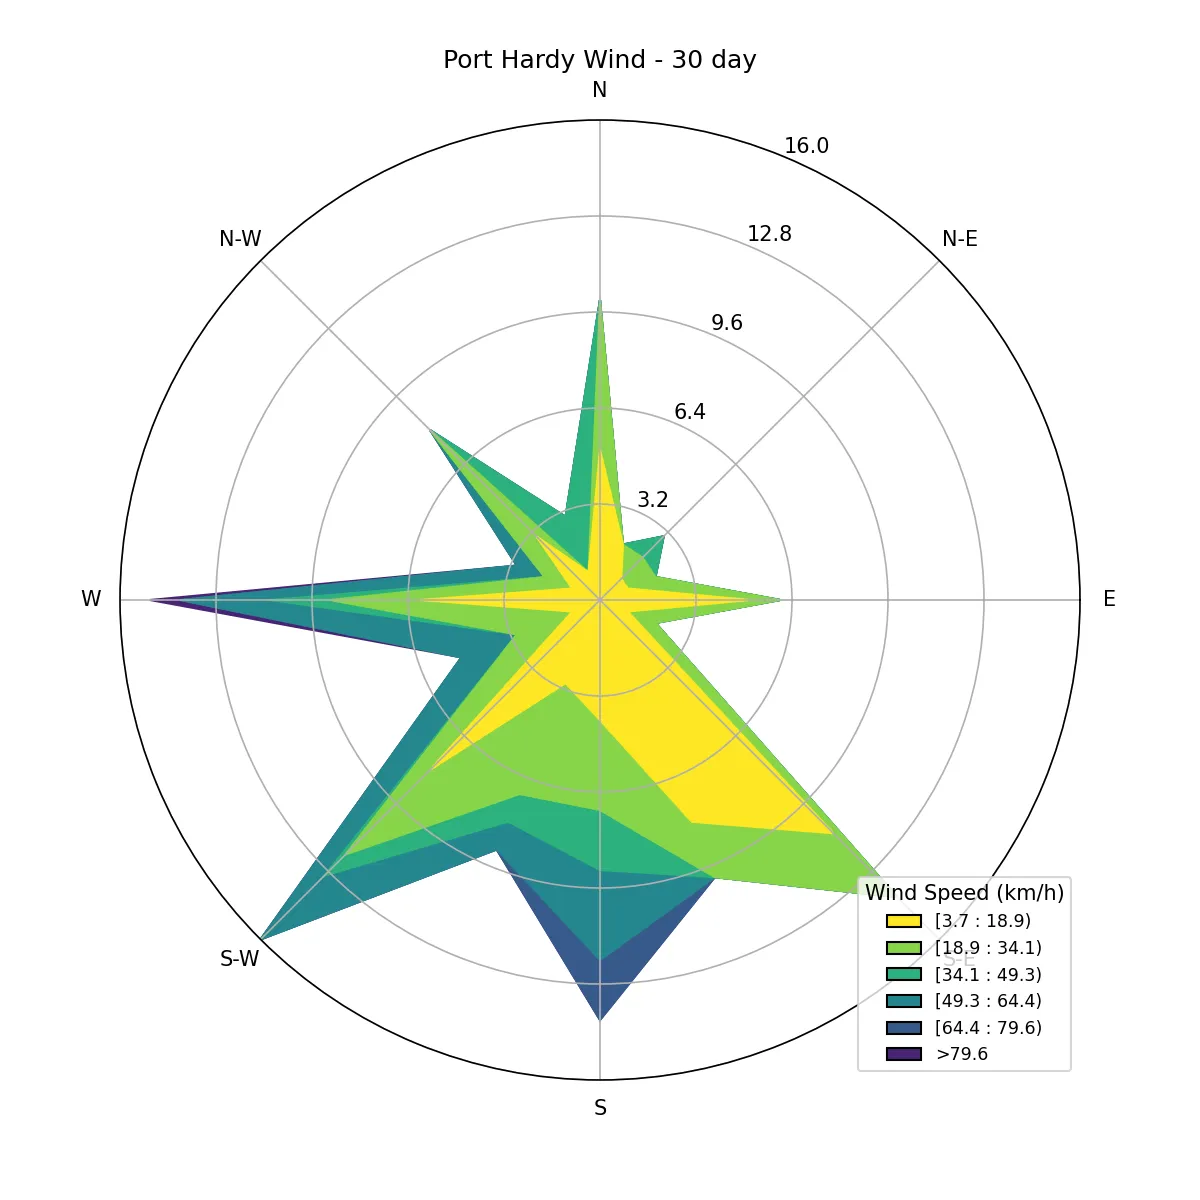 Port Hardy Wind - 30 day
N
16.0
12.8
N-W
N-E
9.6
6.4
3.2
W
E
Wind Speed (km/h)
[3.7 : 18.9)
[18.9 : 34.1)
S-W
S-E
[34.1 : 49.3)
[49.3 : 64.4)
[64.4 : 79.6)
>79.6
S